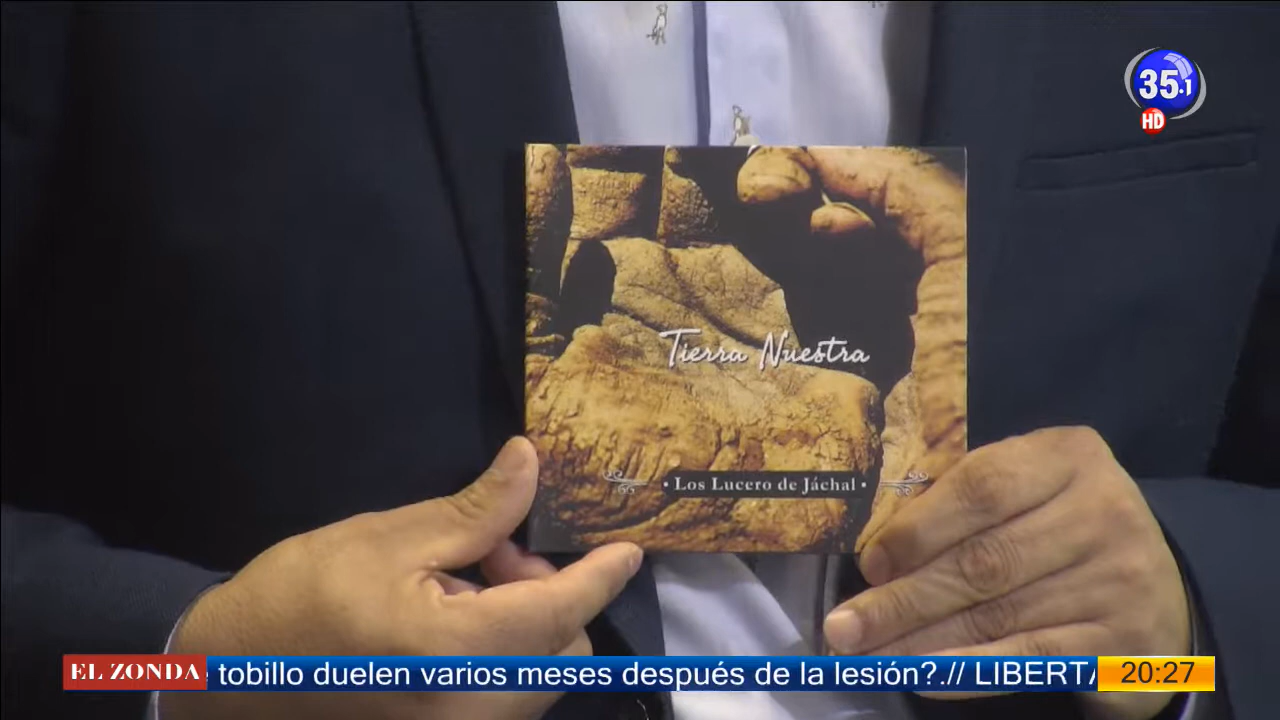 35.1
HD
Tierra Nuestra
• Los Lucero de Jáchal •
EL ZONDA
tobillo duelen varios meses después de la lesión?.// LIBERTA
20:27